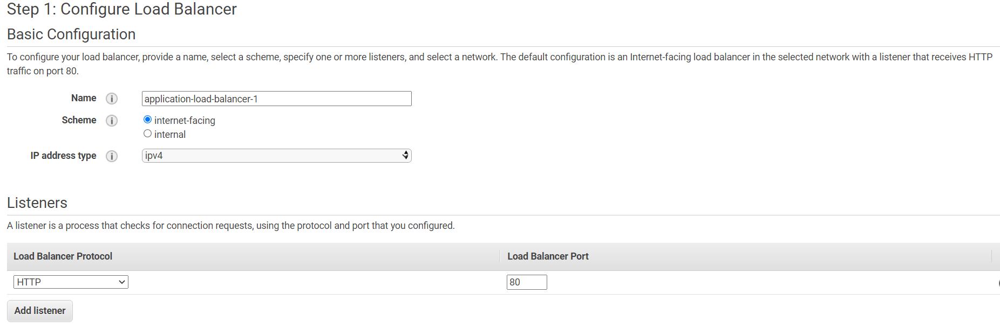 Step 1: Configure Load Balancer
Basic Configuration
To configure your load balancer, provide a name, select a scheme, specify one or more listeners, and select a network. The default configuration is an Internet-facing load balancer in the selected network with a listener that receives HTTP
traffic on port 80.
Name i application-load-balancer-1
Scheme i internet-facing
internal
IP address type i ipv4
Listeners
A listener is a process that checks for connection requests, using the protocol and port that you configured.
Load Balancer Protocol Load Balancer Port
HTTP 80
Add listener